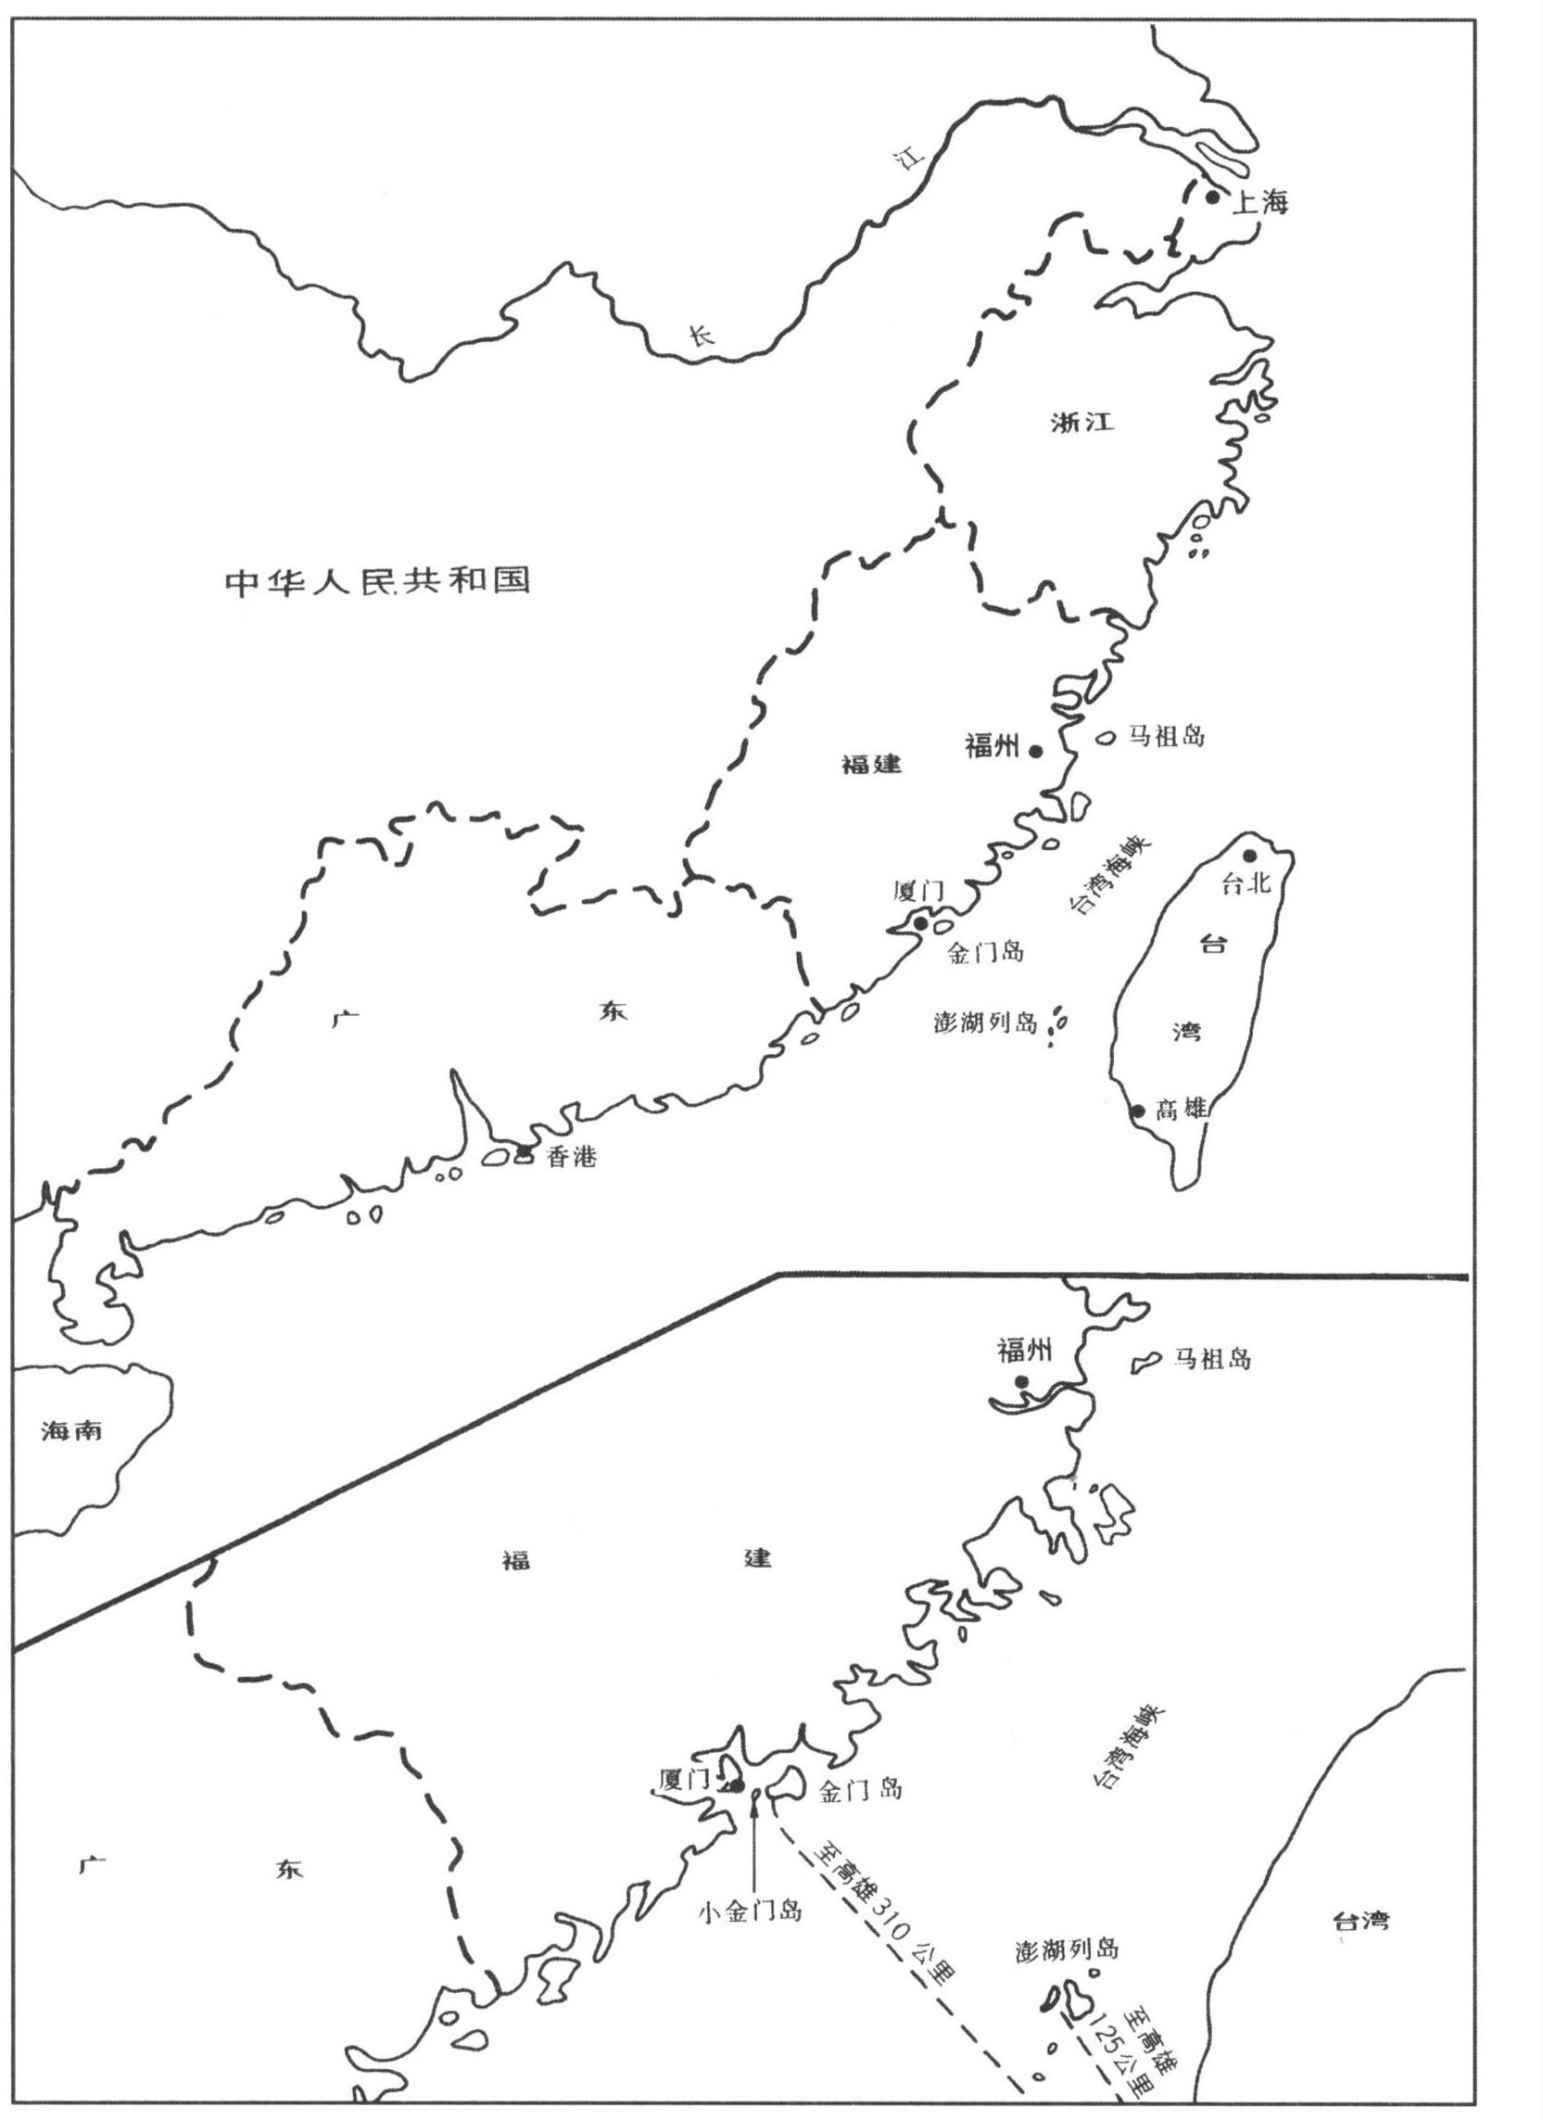 江
上海
长
浙江
中华人民共和国
福州
马祖岛
福建
台湾海峡
台北
厦门
台
金门岛
广
东
澎湖列岛
湾
高雄
香港
福州
马祖岛
海南
福
建
台湾海峡
厦门
金门岛
广
东
至高雄310公里
小金门岛
台湾
澎湖列岛
至高雄
125公里